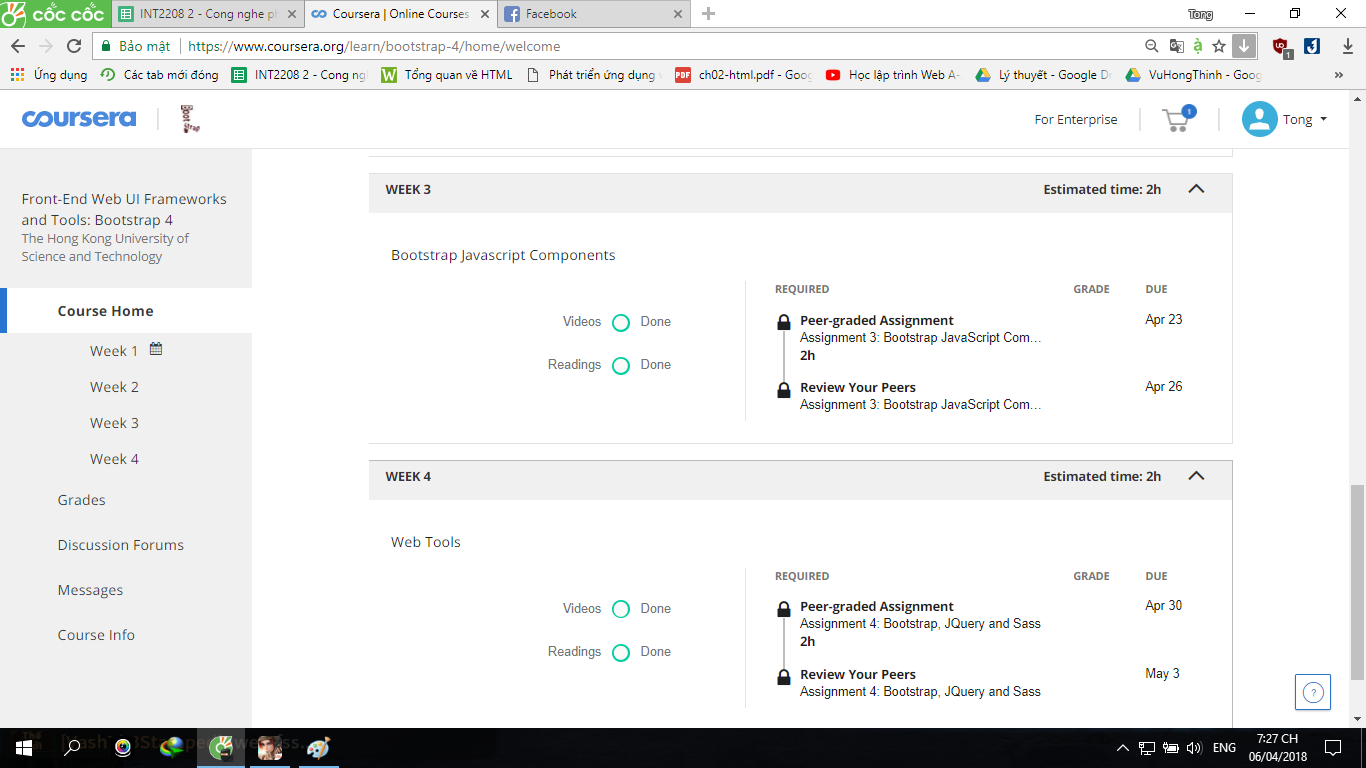 cốc cốc
INT2208 2 - Cong nghe ph
Coursera | Online Courses
Facebook
Tong
Bảo mật
https://www.coursera.org/learn/bootstrap-4/home/welcome
Ứng dụng
Các tab mới đóng
INT2208 2 - Cong ngh
Tổng quan về HTML
Phát triển ứng dụng
ch02-html.pdf - Goog
Học lập trình Web A-
Lý thuyết - Google Dr
VuHongThinh - Goog
coursera
For Enterprise
1
Tong
Front-End Web UI Frameworks
and Tools: Bootstrap 4
The Hong Kong University of
Science and Technology
Course Home
Week 1
Week 2
Week 3
Week 4
Grades
Discussion Forums
Messages
Course Info
WEEK 3
Estimated time: 2h
Bootstrap Javascript Components
Videos Done
Readings Done
REQUIRED GRADE DUE
Peer-graded Assignment Apr 23
Assignment 3: Bootstrap JavaScript Com...
2h
Review Your Peers Apr 26
Assignment 3: Bootstrap JavaScript Com...
WEEK 4
Estimated time: 2h
Web Tools
Videos Done
Readings Done
REQUIRED GRADE DUE
Peer-graded Assignment Apr 30
Assignment 4: Bootstrap, JQuery and Sass
2h
Review Your Peers May 3
Assignment 4: Bootstrap, JQuery and Sass
?
ENG
7:27 CH
06/04/2018